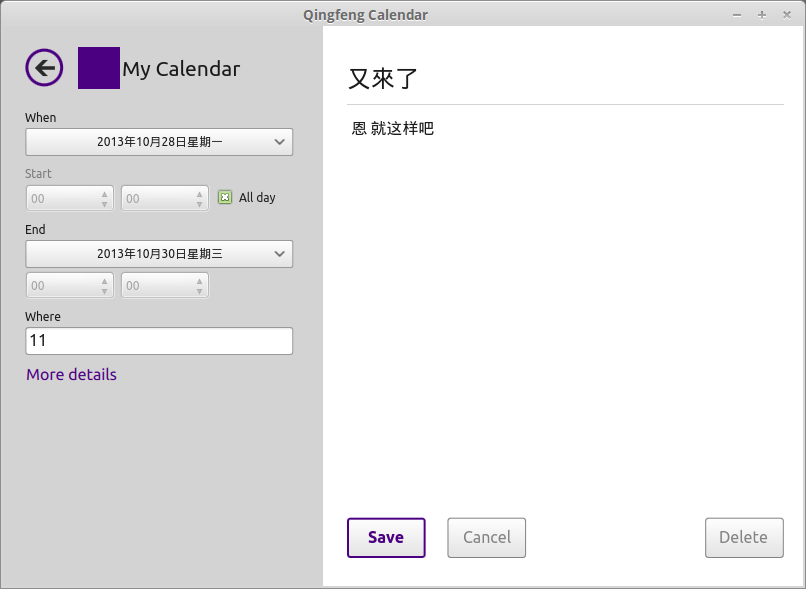 Qingfeng Calendar
My Calendar
When
2013年10月28日星期一
Start
00 00 All day
End
2013年10月30日星期三
00 00
Where
11
More details
又來了
恩 就这样吧
Save Cancel Delete